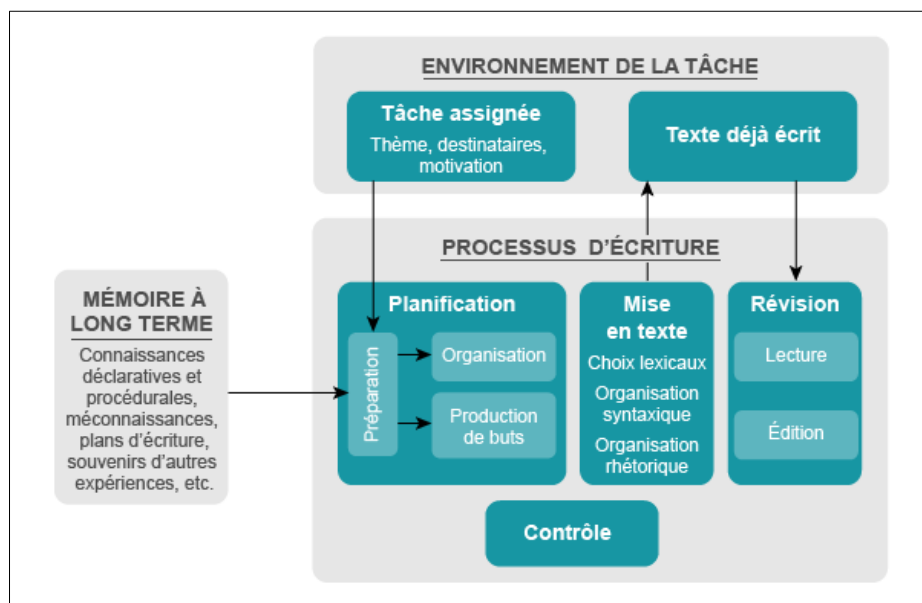 ENVIRONNEMENT DE LA TÂCHE
Tâche assignée
Thème, destinataires,
motivation
Texte déjà écrit
PROCESSUS D'ÉCRITURE
MÉMOIRE À
LONG TERME
Connaissances
déclaratives et
procédurales,
méconnaissances,
plans d'écriture,
souvenirs d'autres
expériences, etc.
Planification
Préparation
Organisation
Production
de buts
Mise
en texte
Choix lexicaux
Organisation
syntaxique
Organisation
rhétorique
Révision
Lecture
Édition
Contrôle